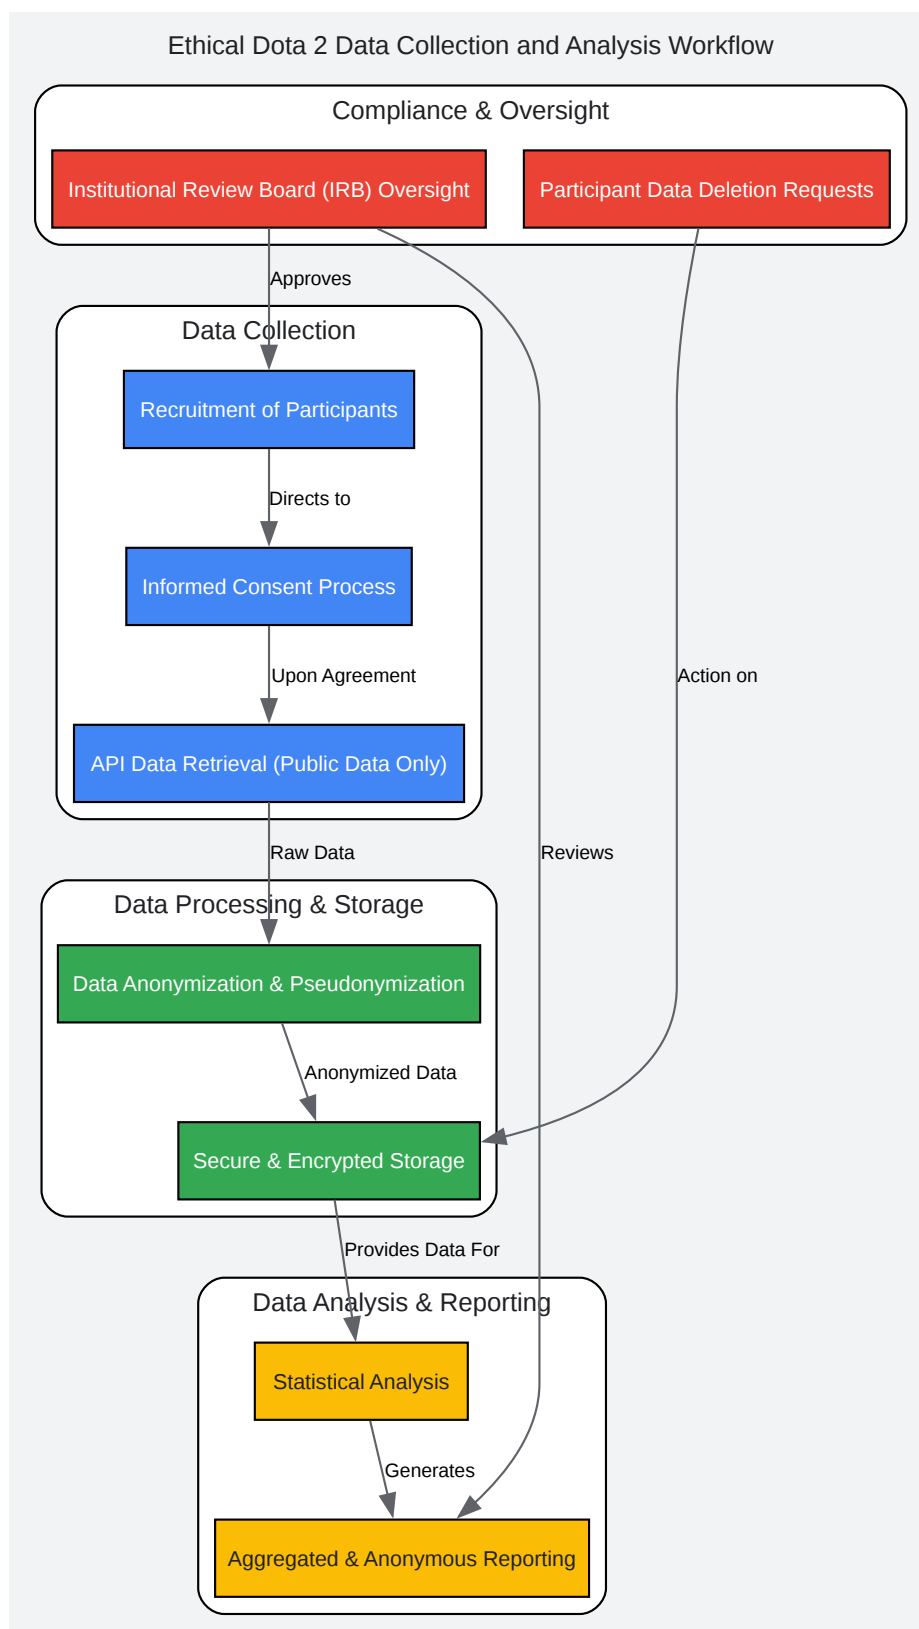 Ethical Dota 2 Data Collection and Analysis Workflow
Compliance & Oversight
Institutional Review Board (IRB) Oversight
Participant Data Deletion Requests
Approves
Data Collection
Recruitment of Participants
Directs to
Informed Consent Process
Upon Agreement
Action on
API Data Retrieval (Public Data Only)
Raw Data
Reviews
Data Processing & Storage
Data Anonymization & Pseudonymization
Anonymized Data
Secure & Encrypted Storage
Provides Data For
Data Analysis & Reporting
Statistical Analysis
Generates
Aggregated & Anonymous Reporting